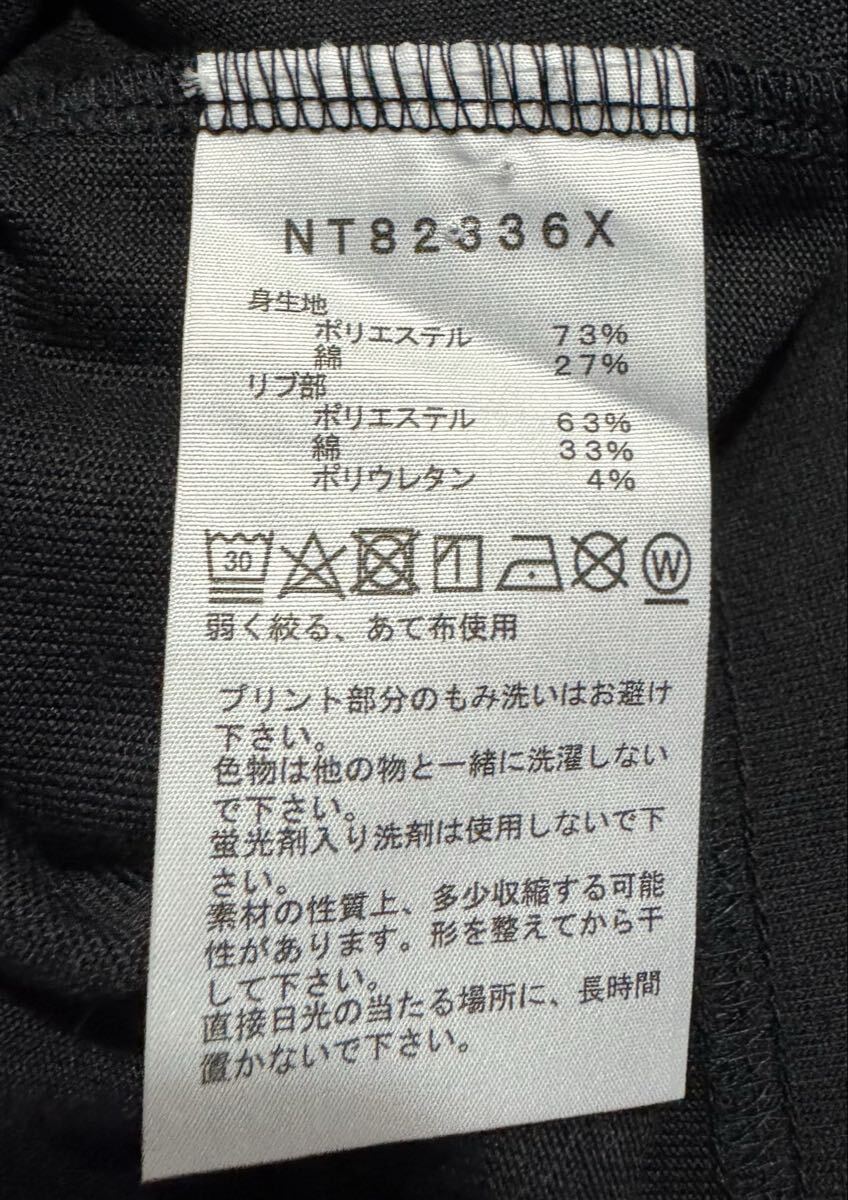 NT82336X
身生地
ポリエステル 73%
綿 27%
リブ部
ポリエステル 63%
綿 33%
ポリウレタン 4%
30 W
弱く絞る、あて布使用
プリント部分のもみ洗いはお避け
下さい。
色物は他の物と一緒に洗濯しない
で下さい。
蛍光剤入り洗剤は使用しないで下
さい。
素材の性質上、多少収縮する可能
性があります。形を整えてから干
して下さい。
直接日光の当たる場所に、長時間
置かないで下さい。